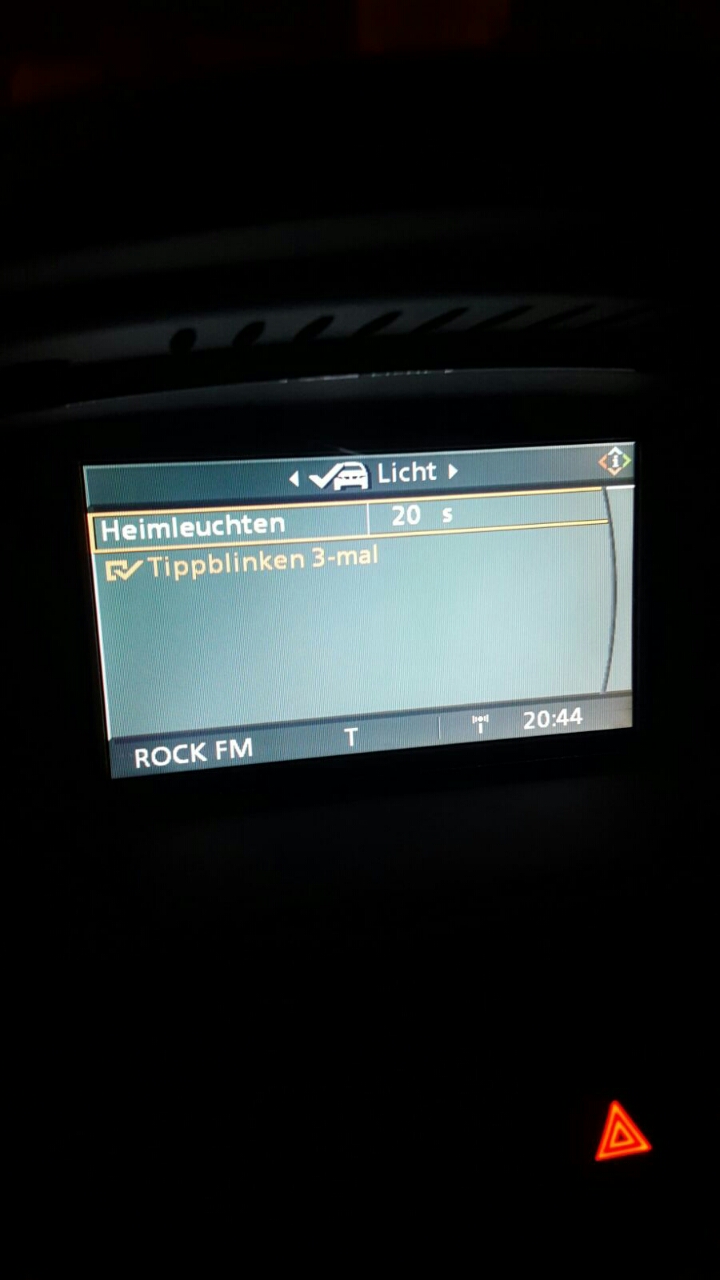 Licht
Heimleuchten 20 s
Tippblinken 3-mal
ROCK FM T 20:44